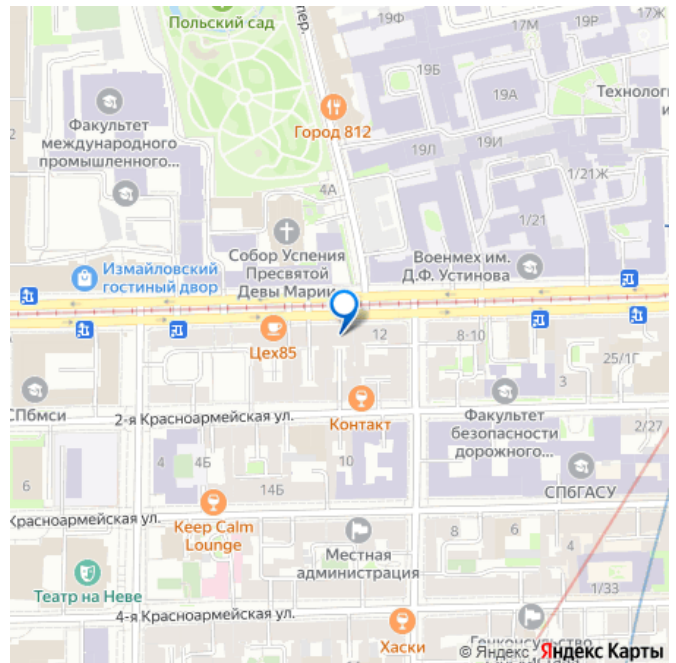 Польский сад
пер.
19Ф
17М
19Р
17Ж
19Б
19А
Технолог
и
Город 812
Факультет
международного
промышленного...
19Л
19И
1/21Ж
4А
1/21
Собор Успения
Пресвятой
Девы Марии
Военмех им.
Д.Ф. Устинова
Измайловский
гостиный двор
12
8-10
Цех85
25/1Г
3
СПбмси
2-я Красноармейская ул.
Контакт
Факультет
безопасности
дорожного...
2/27
4
4Б
10
6
14Б
СПбГАСУ
Красноармейская ул.
Keep Calm
Lounge
Местная
администрация
8
6
4
Театр на Неве
1/33
4-я Красноармейская ул.
Хаски
Генконсульство
© Яндекс Яндекс Карты